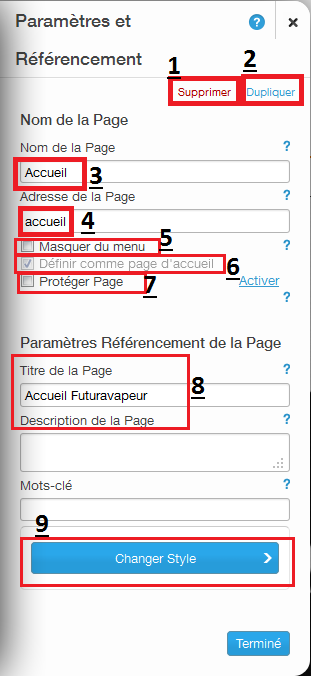 Paramètres et
?
×
Référencement
1
2
Supprimer
Dupliquer
Nom de la Page
Nom de la Page
?
Accueil
3
Adresse de la Page
?
accueil
4
Masquer du menu
5
?
Définir comme page d'accueil
6
Protéger Page
7
Activer
?
Paramètres Référencement de la Page
Titre de la Page
?
Accueil Futuravapeur
8
Description de la Page
?
Mots-clé
?
9
Changer Style
Terminé